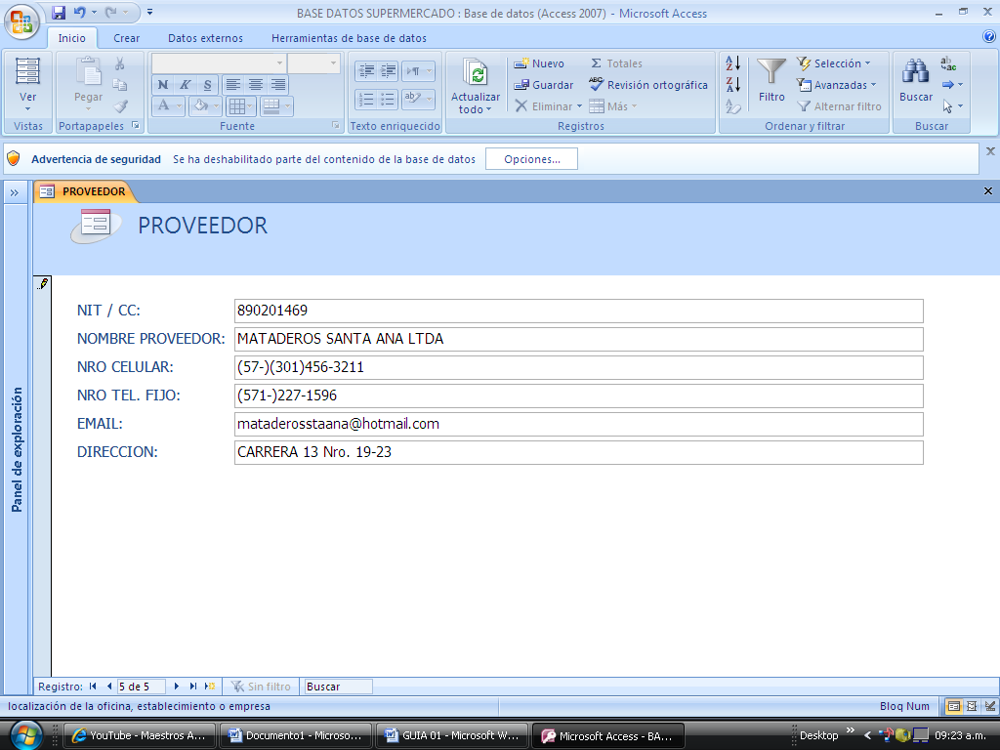 BASE DATOS SUPERMERCADO : Base de datos (Access 2007) - Microsoft Access
Inicio Crear Datos externos Herramientas de base de datos
Ver
Vistas
Pegar
Portapapeles
N K S
A
Fuente
Texto enriquecido
Actualizar todo
Nuevo
Guardar
Eliminar
Σ Totales
ABC Revisión ortográfica
Más
Registros
A Z
Z A
Filtro
Selección
Avanzadas
Alternar filtro
Ordenar y filtrar
Buscar
ab ac
Buscar
Advertencia de seguridad Se ha deshabilitado parte del contenido de la base de datos Opciones...
» PROVEEDOR
PROVEEDOR
NIT / CC: 890201469
NOMBRE PROVEEDOR: MATADEROS SANTA ANA LTDA
NRO CELULAR: (57-)(301)456-3211
NRO TEL. FIJO: (571-)227-1596
EMAIL: mataderosstaana@hotmail.com
DIRECCION: CARRERA 13 Nro. 19-23
Panel de exploración
Registro: 5 de 5 Sin filtro Buscar
localización de la oficina, establecimiento o empresa Bloq Num
YouTube - Maestros A... Documento1 - Microso... GUIA 01 - Microsoft W... Microsoft Access - BA... Desktop » 09:23 a.m.